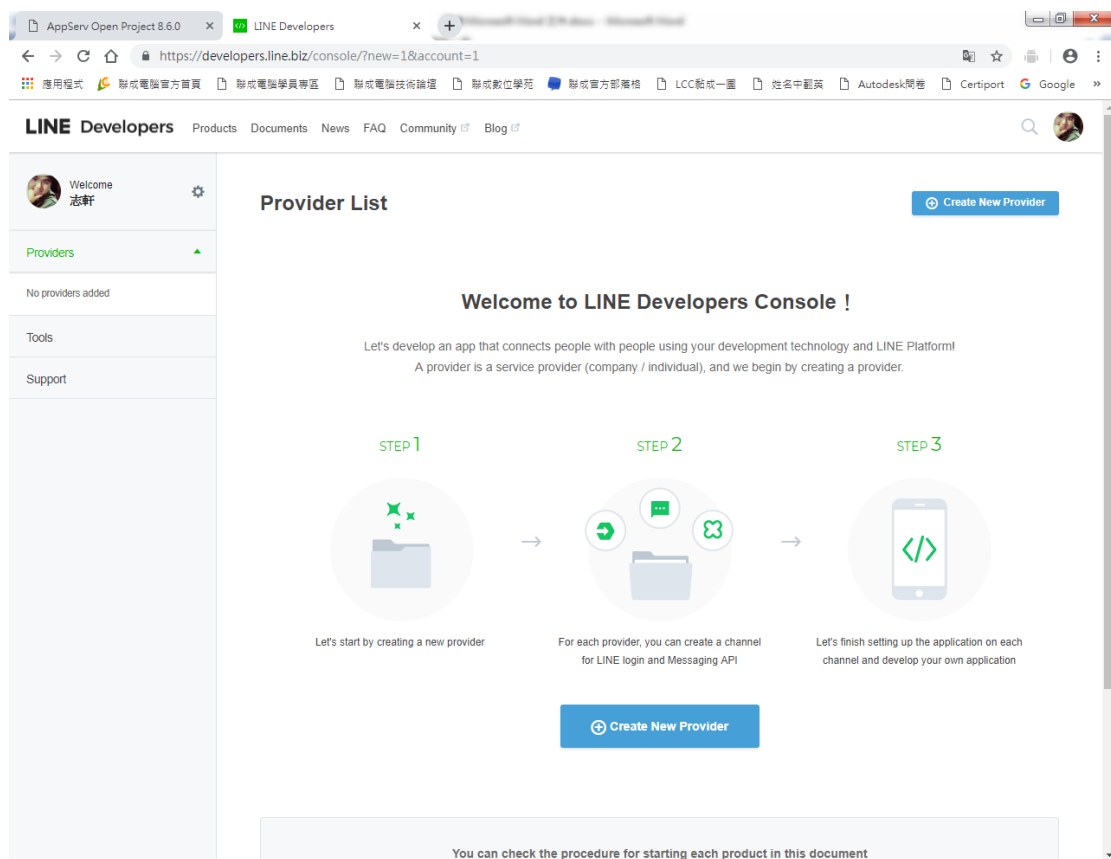 AppServ Open Project 8.6.0
LINE Developers
https://developers.line.biz/console/?new=1&account=1
應用程式 聯成電腦官方首頁 聯成電腦學員專區 聯成電腦技術論壇 聯成數位學苑 聯成官方部落格 LCC黏成一圈 姓名中翻英 Autodesk問卷 Certiport Google »
LINE Developers Products Documents News FAQ Community Blog
Welcome
志軒
Providers
No providers added
Tools
Support
Provider List
Create New Provider
Welcome to LINE Developers Console！
Let's develop an app that connects people with people using your development technology and LINE Platform!
A provider is a service provider (company / individual), and we begin by creating a provider.
STEP 1
Let's start by creating a new provider
STEP 2
For each provider, you can create a channel
for LINE login and Messaging API
STEP 3
Let's finish setting up the application on each
channel and develop your own application
Create New Provider
You can check the procedure for starting each product in this document